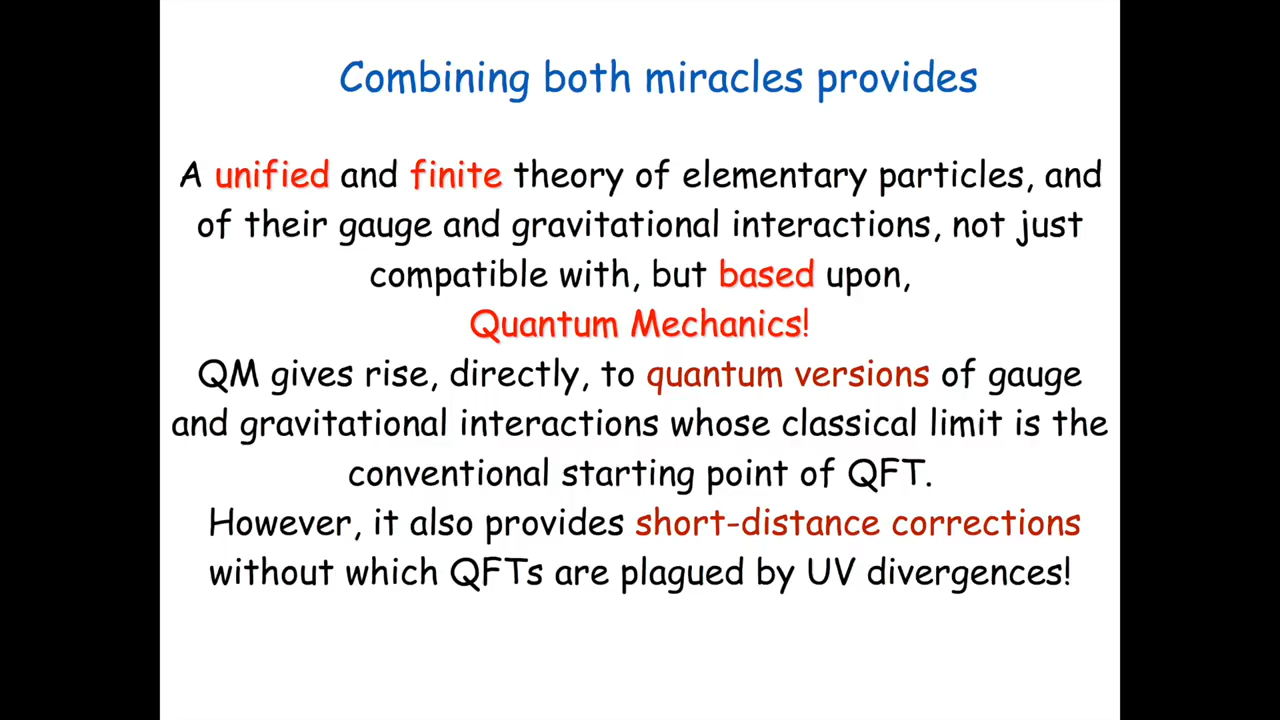 Combining both miracles provides
A unified and finite theory of elementary particles, and
of their gauge and gravitational interactions, not just
compatible with, but based upon,
Quantum Mechanics!
QM gives rise, directly, to quantum versions of gauge
and gravitational interactions whose classical limit is the
conventional starting point of QFT.
However, it also provides short-distance corrections
without which QFTs are plagued by UV divergences!